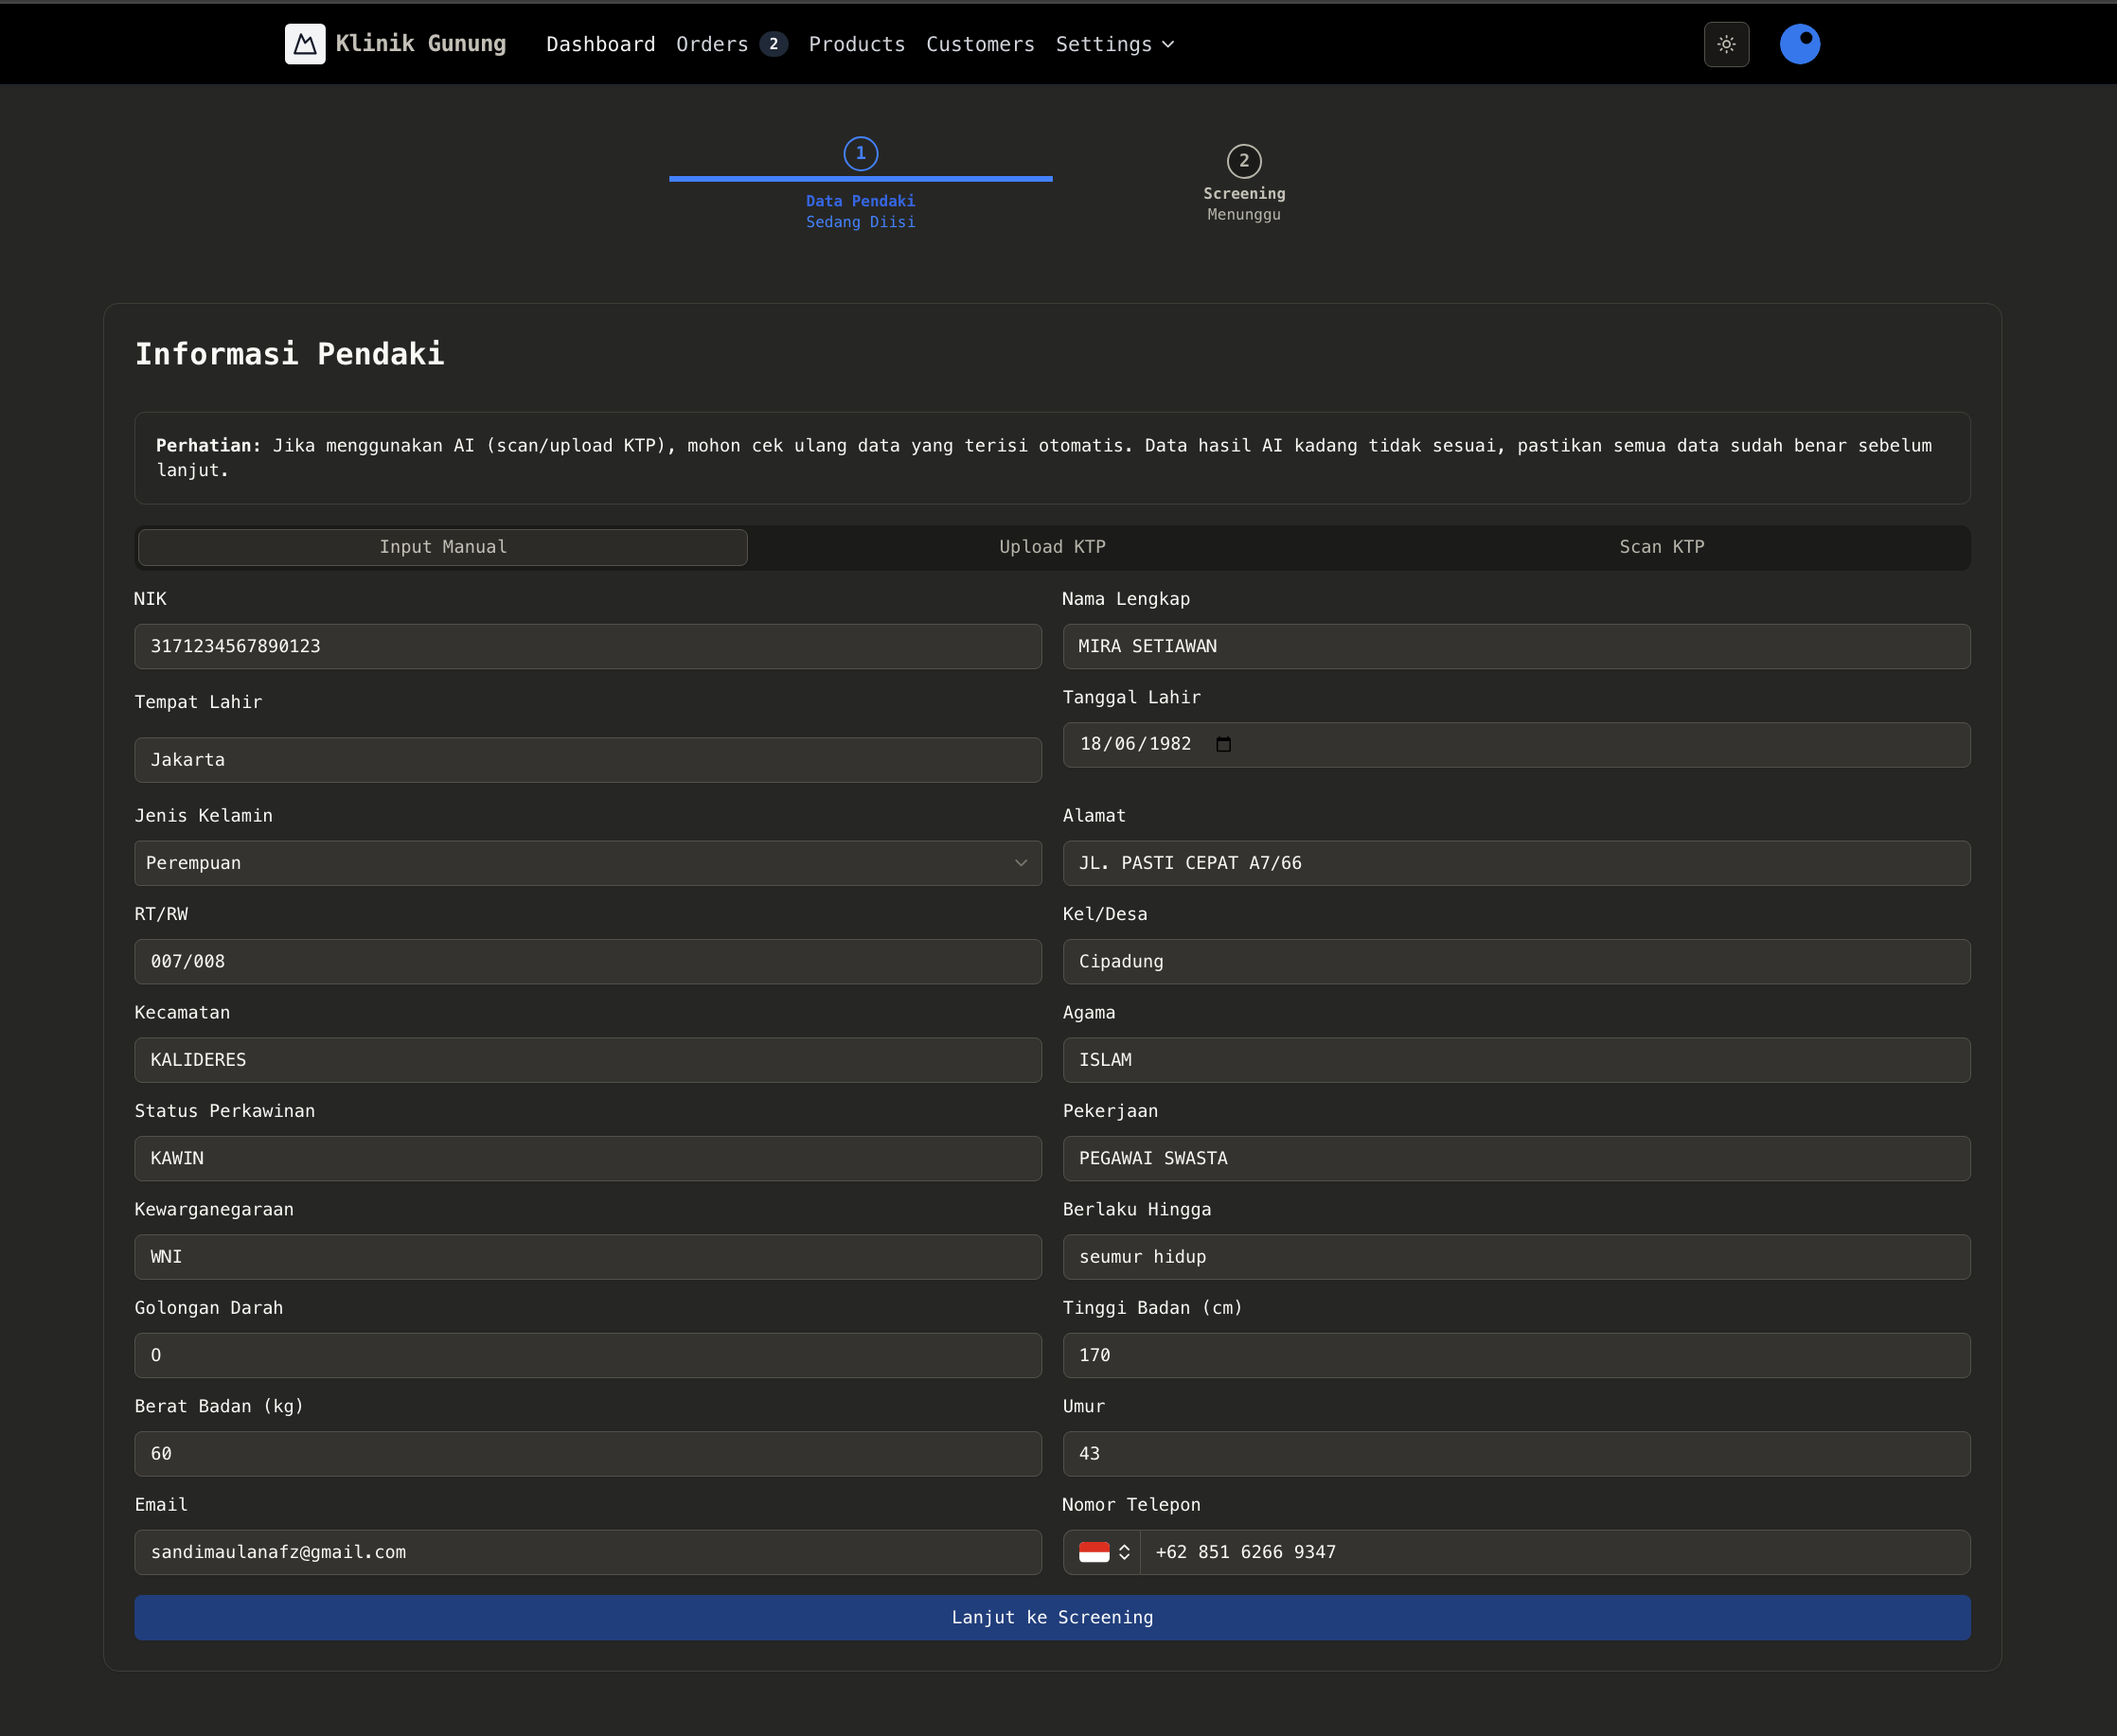 Klinik Gunung Dashboard Orders 2 Products Customers Settings
1
Data Pendaki
Sedang Diisi
2
Screening
Menunggu
Informasi Pendaki
Perhatian: Jika menggunakan AI (scan/upload KTP), mohon cek ulang data yang terisi otomatis. Data hasil AI kadang tidak sesuai, pastikan semua data sudah benar sebelum
lanjut.
Input Manual Upload KTP Scan KTP
NIK
3171234567890123
Nama Lengkap
MIRA SETIAWAN
Tempat Lahir
Jakarta
Tanggal Lahir
18/06/1982
Jenis Kelamin
Perempuan
Alamat
JL. PASTI CEPAT A7/66
RT/RW
007/008
Kel/Desa
Cipadung
Kecamatan
KALIDERES
Agama
ISLAM
Status Perkawinan
KAWIN
Pekerjaan
PEGAWAI SWASTA
Kewarganegaraan
WNI
Berlaku Hingga
seumur hidup
Golongan Darah
O
Tinggi Badan (cm)
170
Berat Badan (kg)
60
Umur
43
Email
sandimaulanafz@gmail.com
Nomor Telepon
+62 851 6266 9347
Lanjut ke Screening